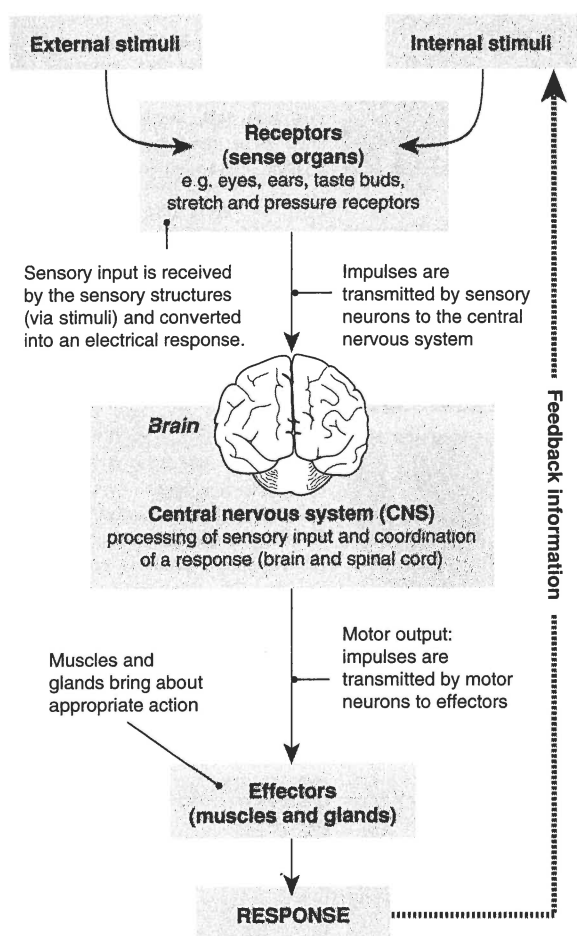 External stimuli
Internal stimuli
Receptors
(sense organs)
e.g. eyes, ears, taste buds,
stretch and pressure receptors
Sensory input is received
by the sensory structures
(via stimuli) and converted
into an electrical response.
Impulses are
transmitted by sensory
neurons to the central
nervous system
Brain
Central nervous system (CNS)
processing of sensory input and coordination
of a response (brain and spinal cord)
Feedback information
Motor output:
impulses are
transmitted by motor
neurons to effectors
Muscles and
glands bring about
appropriate action
Effectors
(muscles and glands)
RESPONSE